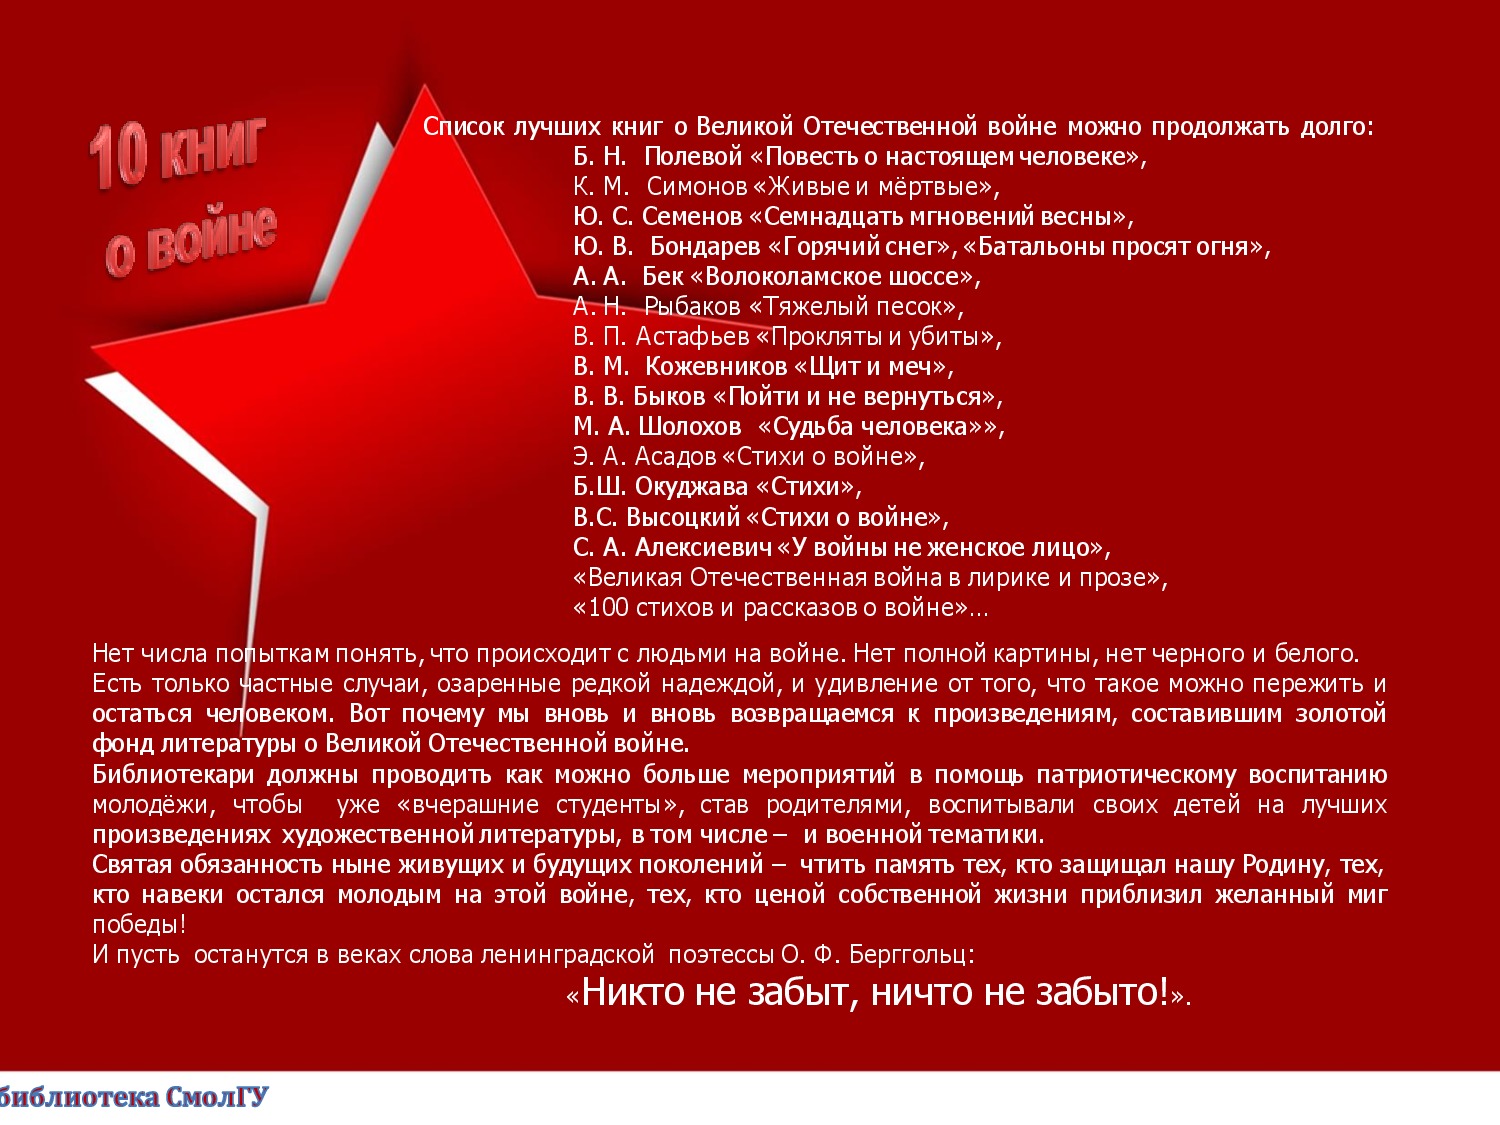 10 книг
о войне
Список лучших книг о Великой Отечественной войне можно продолжать долго:
Б. Н. Полевой «Повесть о настоящем человеке»,
К. М. Симонов «Живые и мёртвые»,
Ю. С. Семенов «Семнадцать мгновений весны»,
Ю. В. Бондарев «Горячий снег», «Батальоны просят огня»,
А. А. Бек «Волоколамское шоссе»,
А. Н. Рыбаков «Тяжелый песок»,
В. П. Астафьев «Прокляты и убиты»,
В. М. Кожевников «Щит и меч»,
В. В. Быков «Пойти и не вернуться»,
М. А. Шолохов «Судьба человека»»,
Э. А. Асадов «Стихи о войне»,
Б.Ш. Окуджава «Стихи»,
В.С. Высоцкий «Стихи о войне»,
С. А. Алексиевич «У войны не женское лицо»,
«Великая Отечественная война в лирике и прозе»,
«100 стихов и рассказов о войне»…
Нет числа попыткам понять, что происходит с людьми на войне. Нет полной картины, нет черного и белого.
Есть только частные случаи, озаренные редкой надеждой, и удивление от того, что такое можно пережить и
остаться человеком. Вот почему мы вновь и вновь возвращаемся к произведениям, составившим золотой
фонд литературы о Великой Отечественной войне.
Библиотекари должны проводить как можно больше мероприятий в помощь патриотическому воспитанию
молодёжи, чтобы уже «вчерашние студенты», став родителями, воспитывали своих детей на лучших
произведениях художественной литературы, в том числе – и военной тематики.
Святая обязанность ныне живущих и будущих поколений – чтить память тех, кто защищал нашу Родину, тех,
кто навеки остался молодым на этой войне, тех, кто ценой собственной жизни приблизил желанный миг
победы!
И пусть останутся в веках слова ленинградской поэтессы О. Ф. Берггольц:
«Никто не забыт, ничто не забыто!».
библиотека СмолГУ